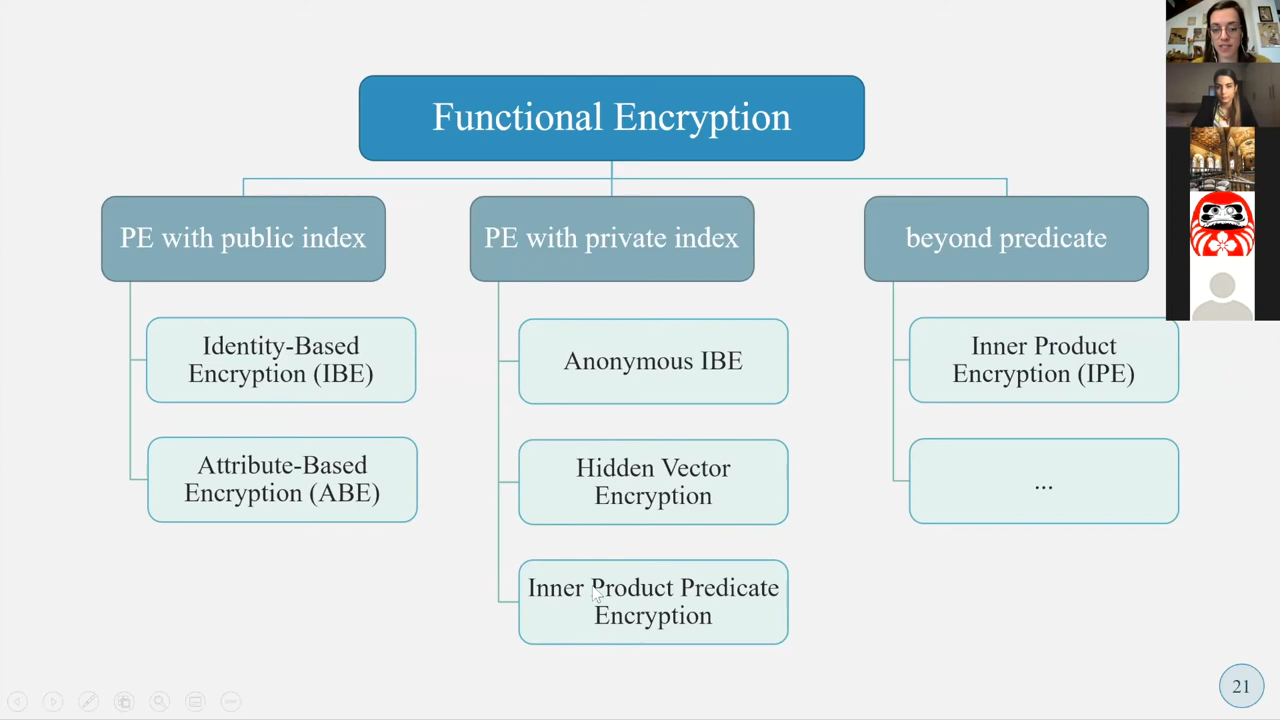 Functional Encryption
PE with public index
PE with private index
beyond predicate
Identity-Based
Encryption (IBE)
Attribute-Based
Encryption (ABE)
Anonymous IBE
Hidden Vector
Encryption
Inner Product Predicate
Encryption
Inner Product
Encryption (IPE)
...
21